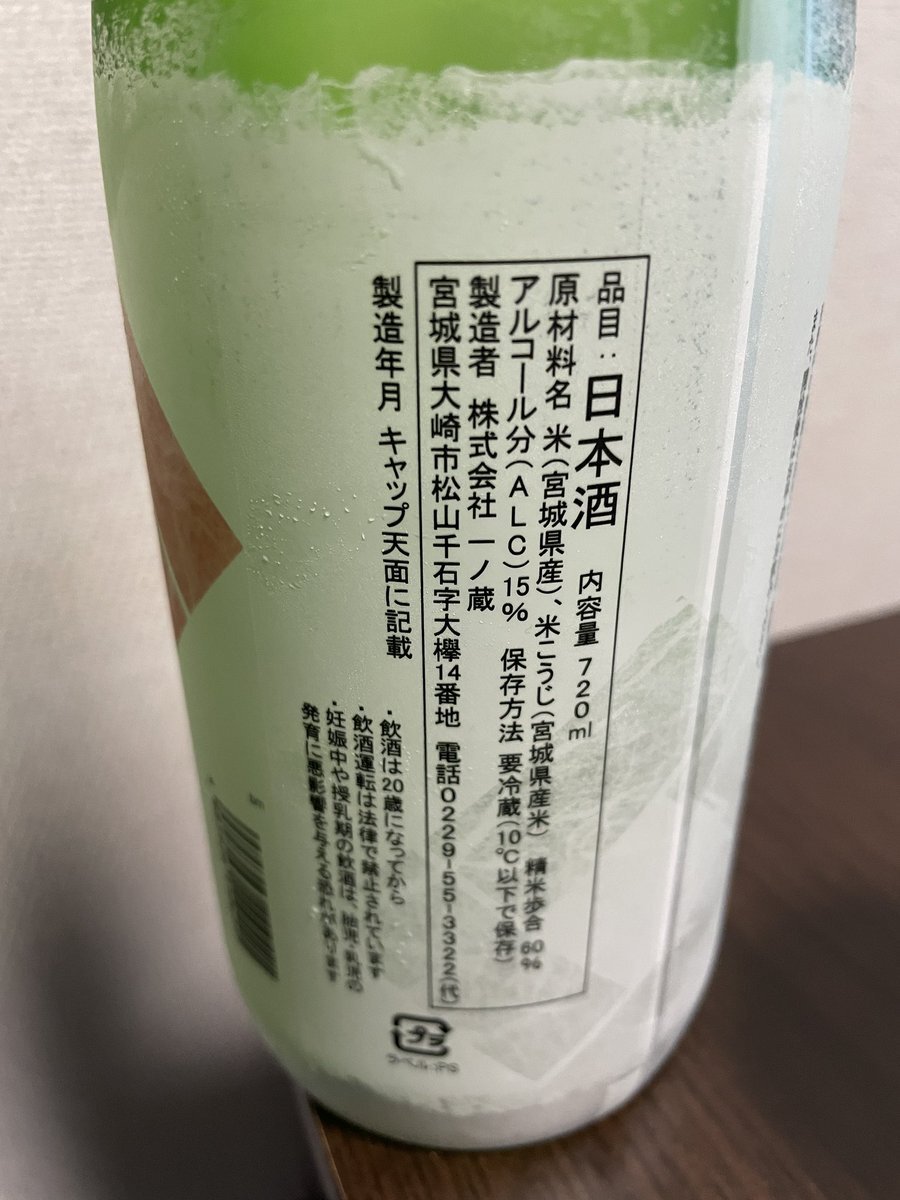 品目：日本酒 内容量 720ml
原材料名 米(宮城県産)、米こうじ(宮城県産米) 精米歩合 60%
アルコール分(ALC)15% 保存方法 要冷蔵(10℃以下で保存)
製造者 株式会社 一ノ蔵
宮城県大崎市松山千石字大欅14番地 電話0229-55-3322(代)
製造年月 キャップ天面に記載
・飲酒は20歳になってから
・飲酒運転は法律で禁止されています
・妊娠中や授乳期の飲酒は、胎児・乳児の
発育に悪影響を与える恐れがあります
プラ
ラベル:PS